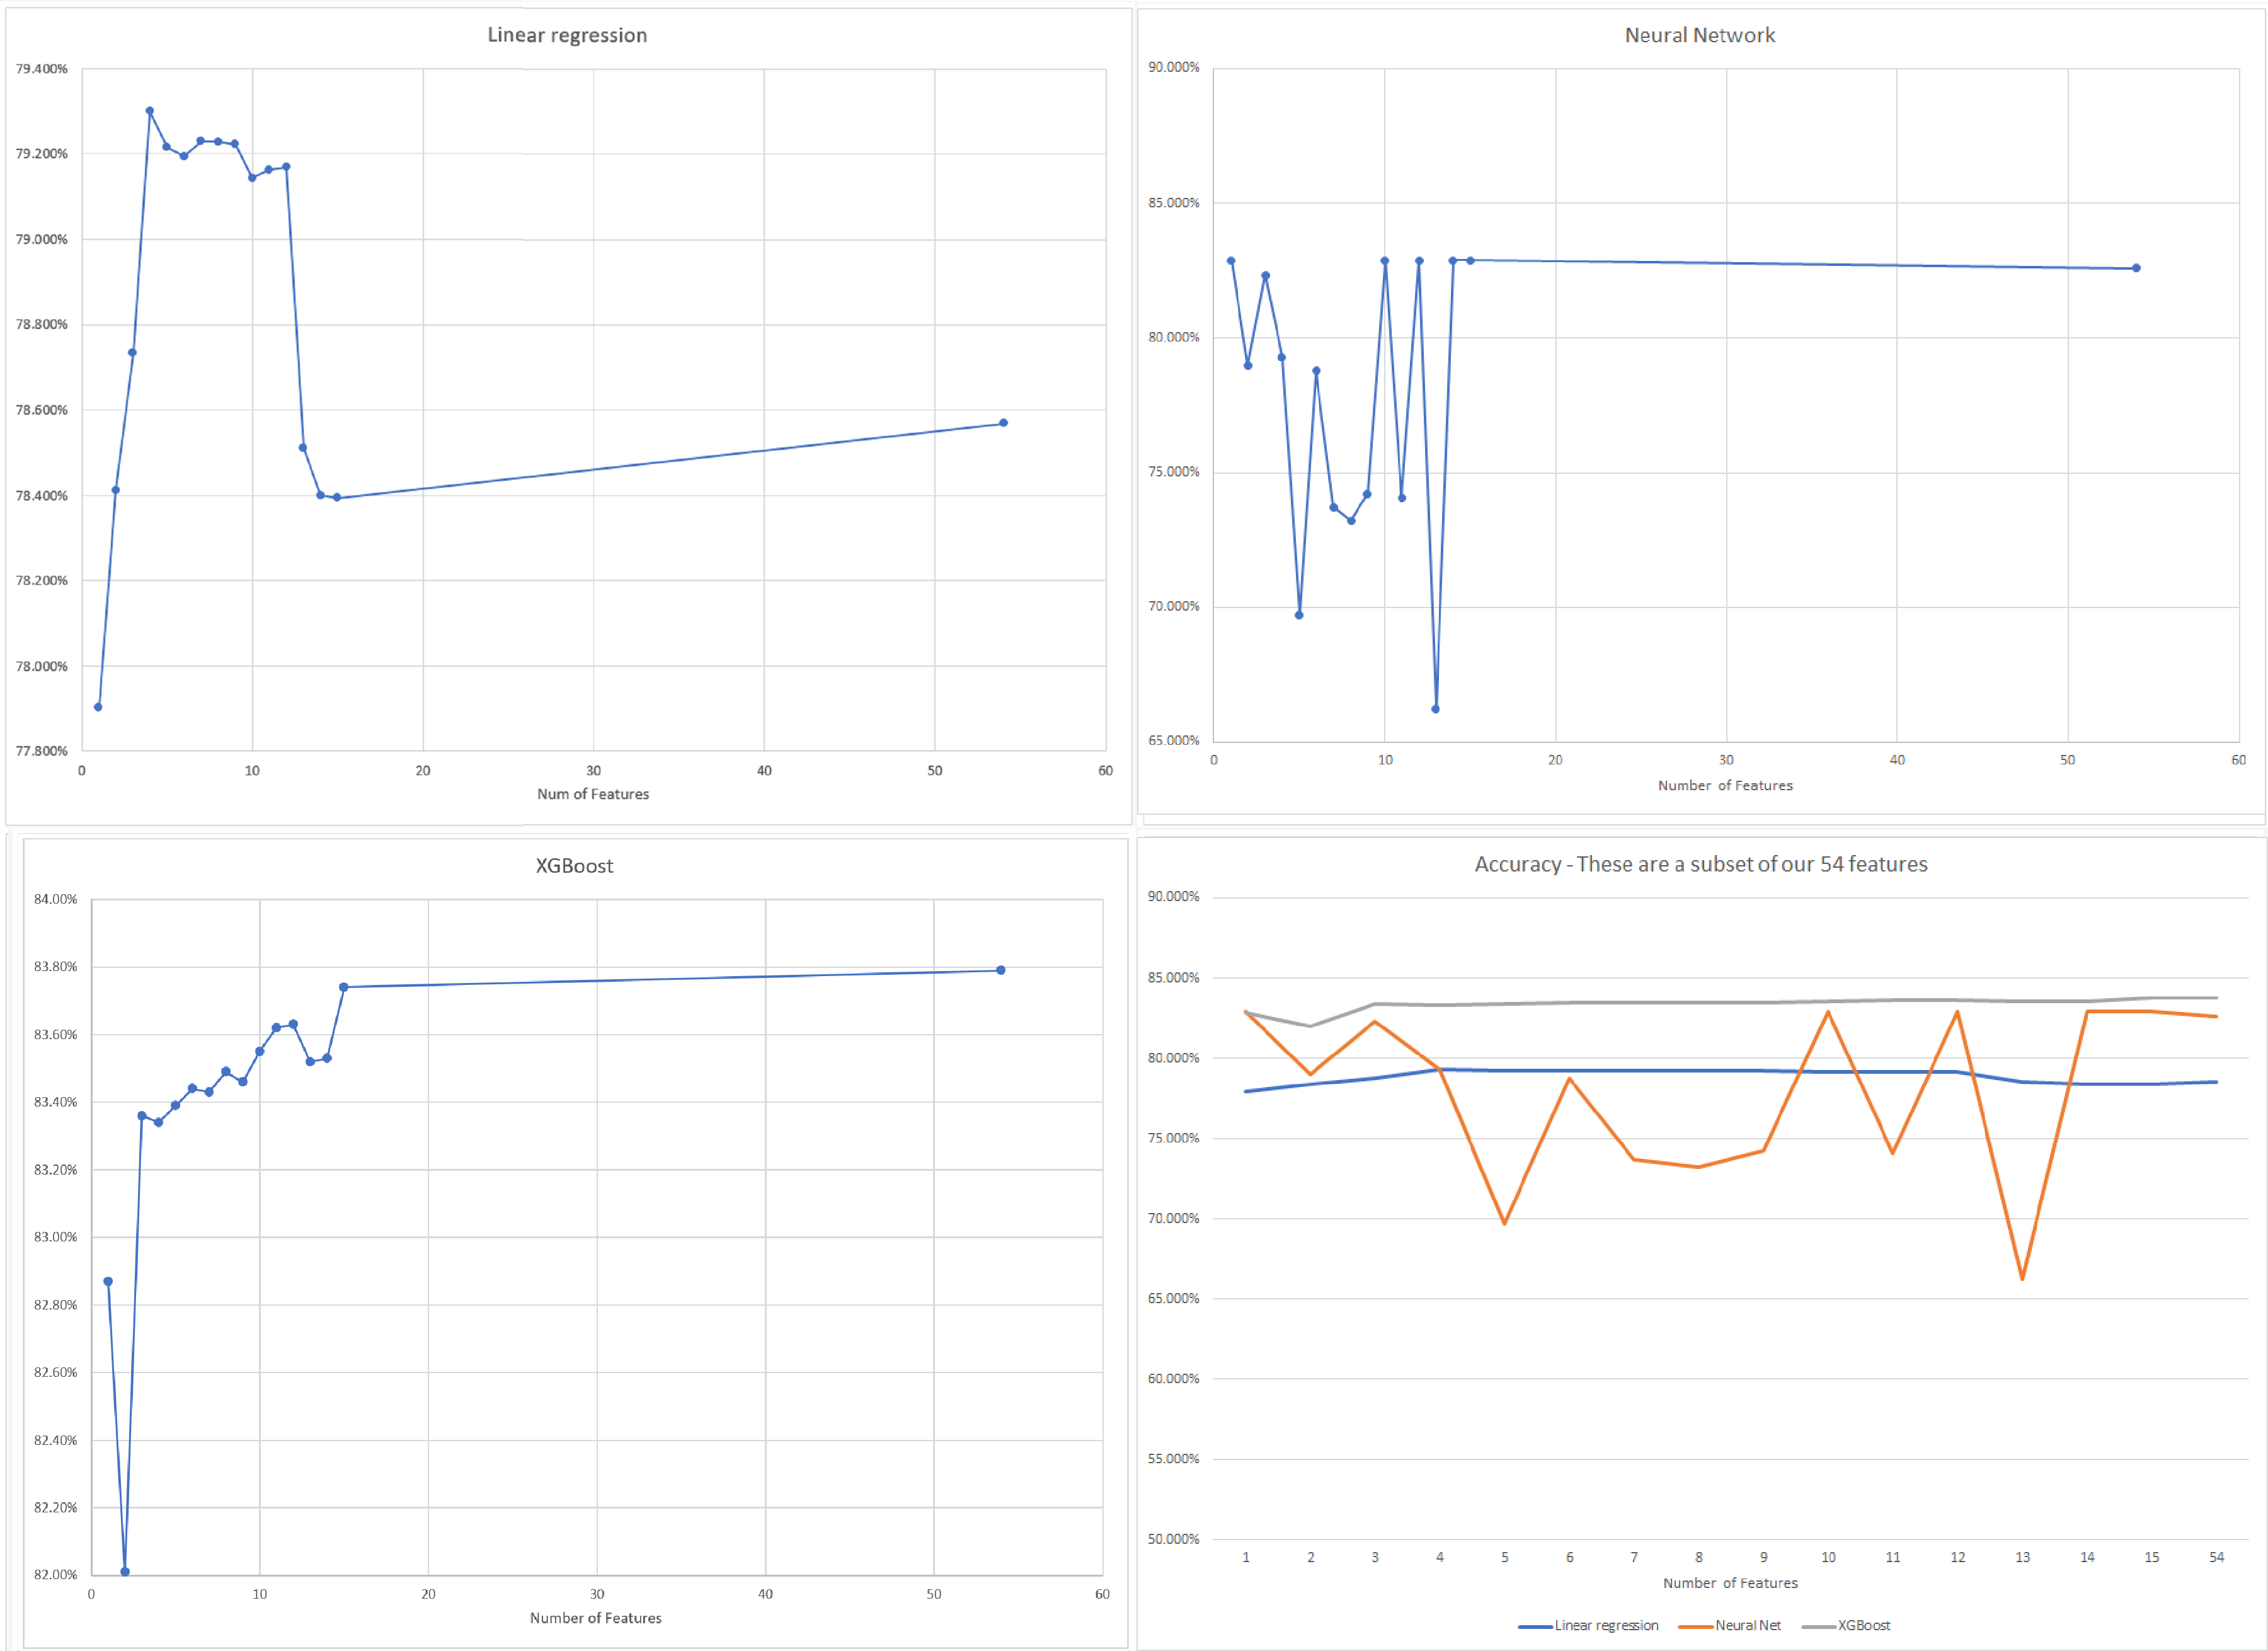 Linear regression
79.400%
79.200%
79.000%
78.800%
78.600%
78.400%
78.200%
78.000%
77.800%
0 10 20 30 40 50 60
Num of Features
Neural Network
90.000%
85.000%
80.000%
75.000%
70.000%
65.000%
0 10 20 30 40 50 60
Number of Features
XGBoost
84.00%
83.80%
83.60%
83.40%
83.20%
83.00%
82.80%
82.60%
82.40%
82.20%
82.00%
0 10 20 30 40 50 60
Number of Features
Accuracy - These are a subset of our 54 features
90.000%
85.000%
80.000%
75.000%
70.000%
65.000%
60.000%
55.000%
50.000%
1 2 3 4 5 6 7 8 9 10 11 12 13 14 15 54
Number of Features
Linear regression Neural Net XGBoost